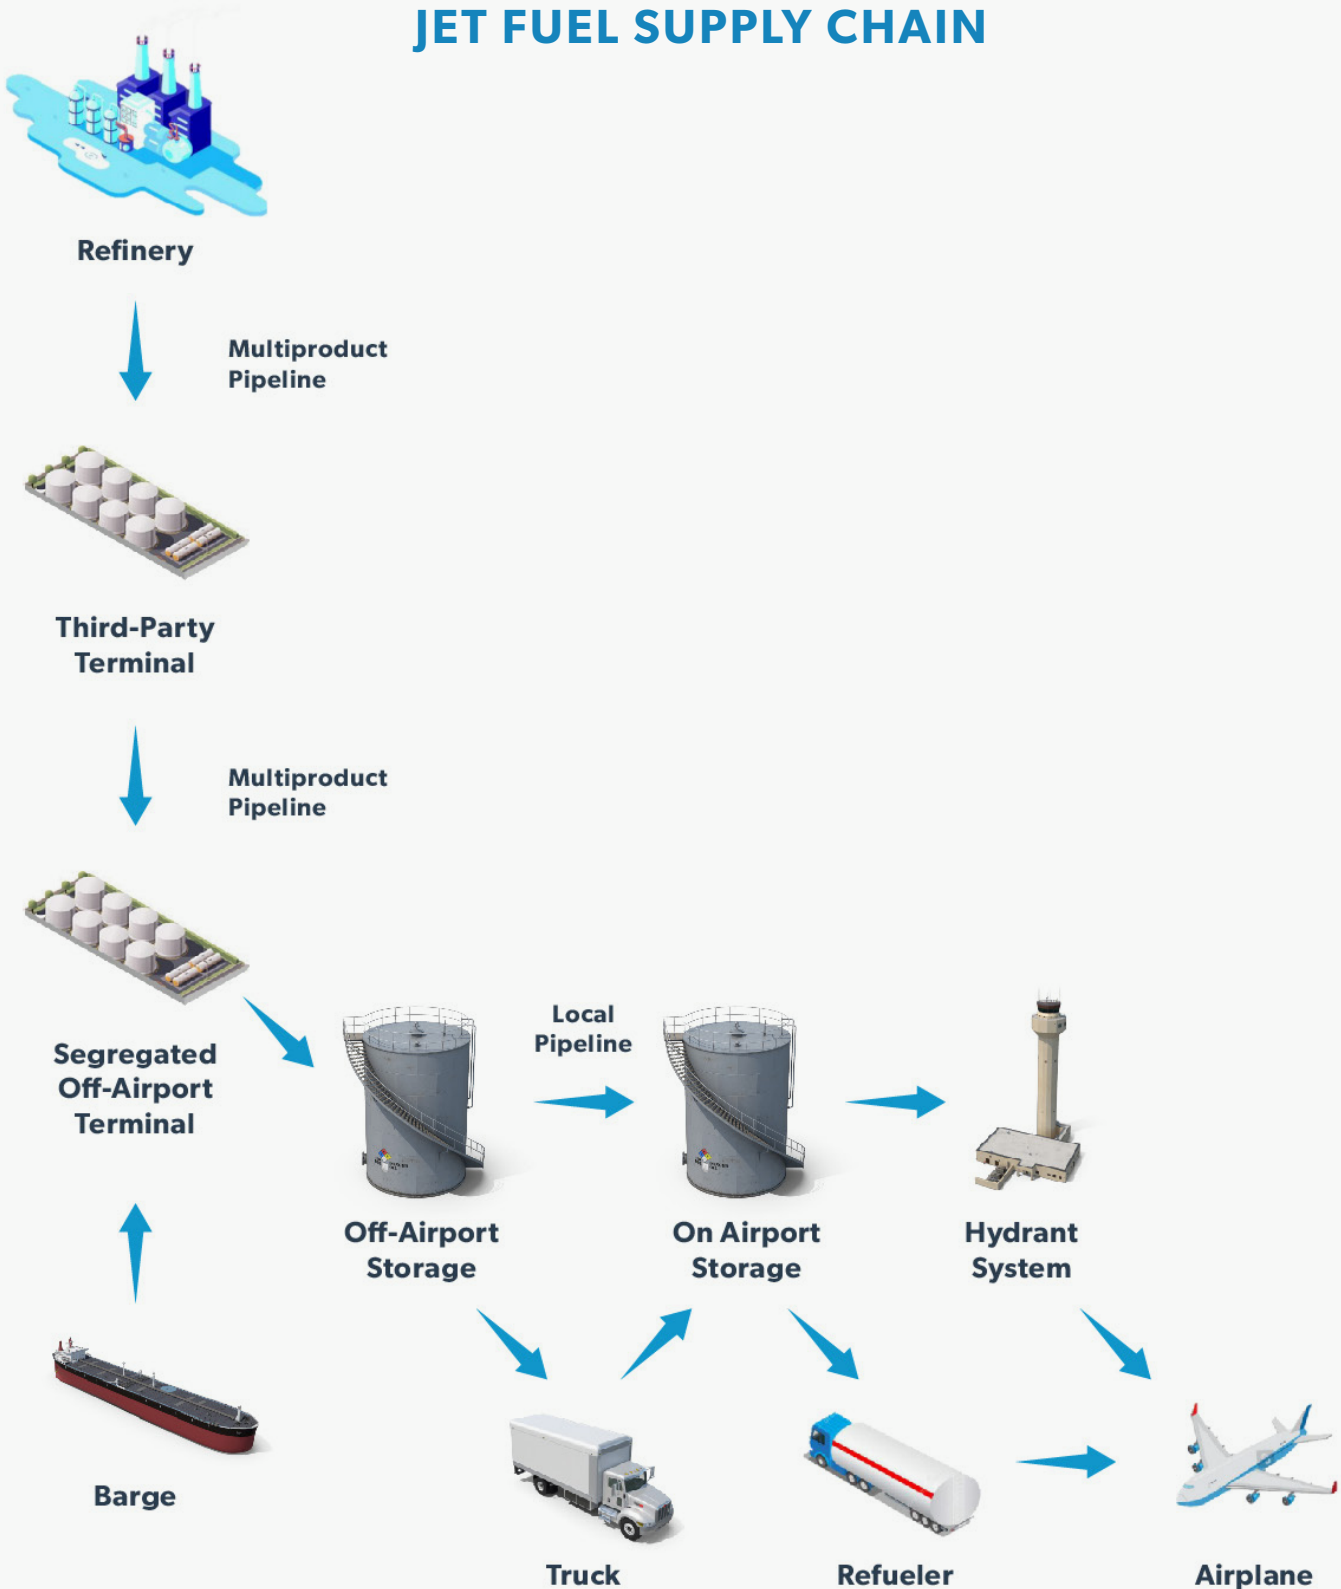 JET FUEL SUPPLY CHAIN
Refinery
Multiproduct
Pipeline
Third-Party
Terminal
Multiproduct
Pipeline
Segregated
Off-Airport
Terminal
Local
Pipeline
Off-Airport
Storage
On Airport
Storage
Hydrant
System
Barge
Truck
Refueler
Airplane